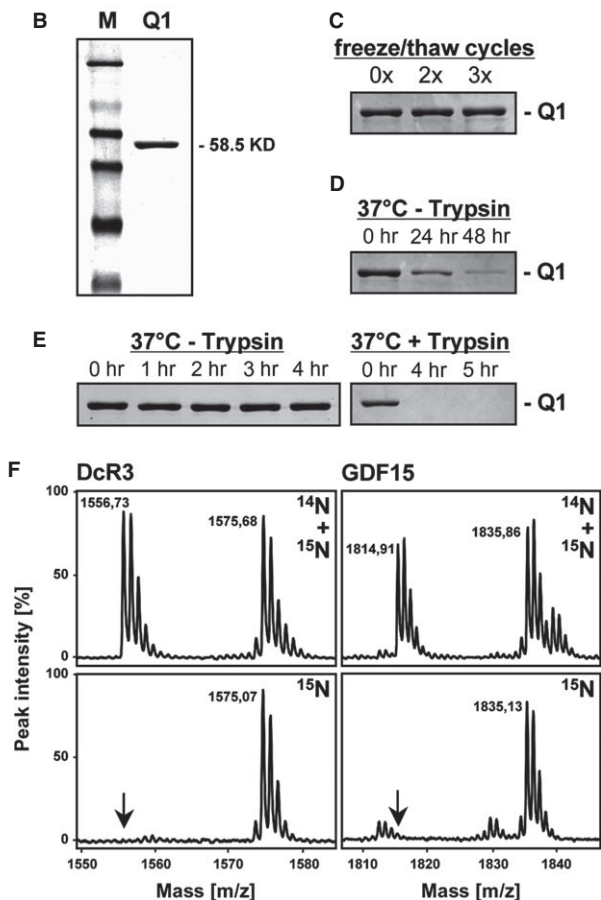 B
M Q1
- 58.5 KD
C
freeze/thaw cycles
0x 2x 3x
- Q1
D
37°C - Trypsin
0 hr 24 hr 48 hr
- Q1
E
37°C - Trypsin
0 hr 1 hr 2 hr 3 hr 4 hr
37°C + Trypsin
0 hr 4 hr 5 hr
- Q1
F
DcR3
GDF15
Peak intensity [%]
100
50
0
1556,73
1575,68
14N
+
15N
1814,91
1835,86
14N
+
15N
100
50
0
1575,07
15N
1835,13
15N
1550 1560 1570 1580
1810 1820 1830 1840
Mass [m/z]
Mass [m/z]